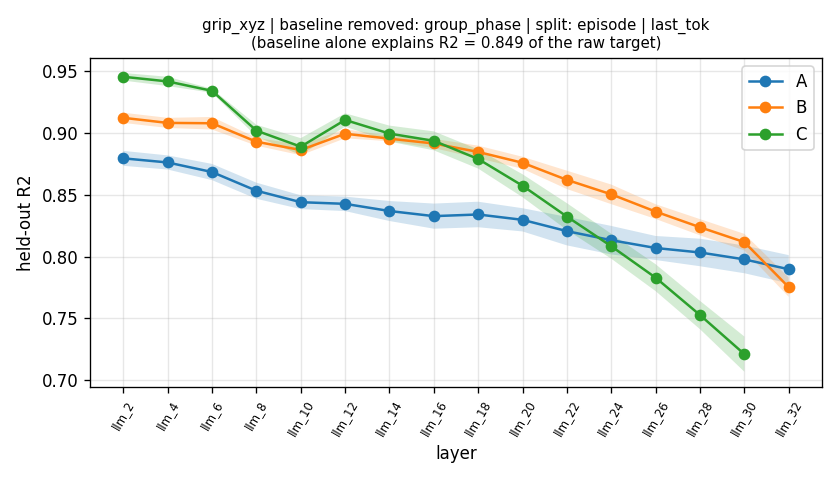 grip_xyz | baseline removed: group_phase | split: episode | last_tok
(baseline alone explains R2 = 0.849 of the raw target)
held-out R2
0.95
0.90
0.85
0.80
0.75
0.70
A
B
C
llm_2
llm_4
llm_6
llm_8
llm_10
llm_12
llm_14
llm_16
llm_18
llm_20
llm_22
llm_24
llm_26
llm_28
llm_30
llm_32
layer